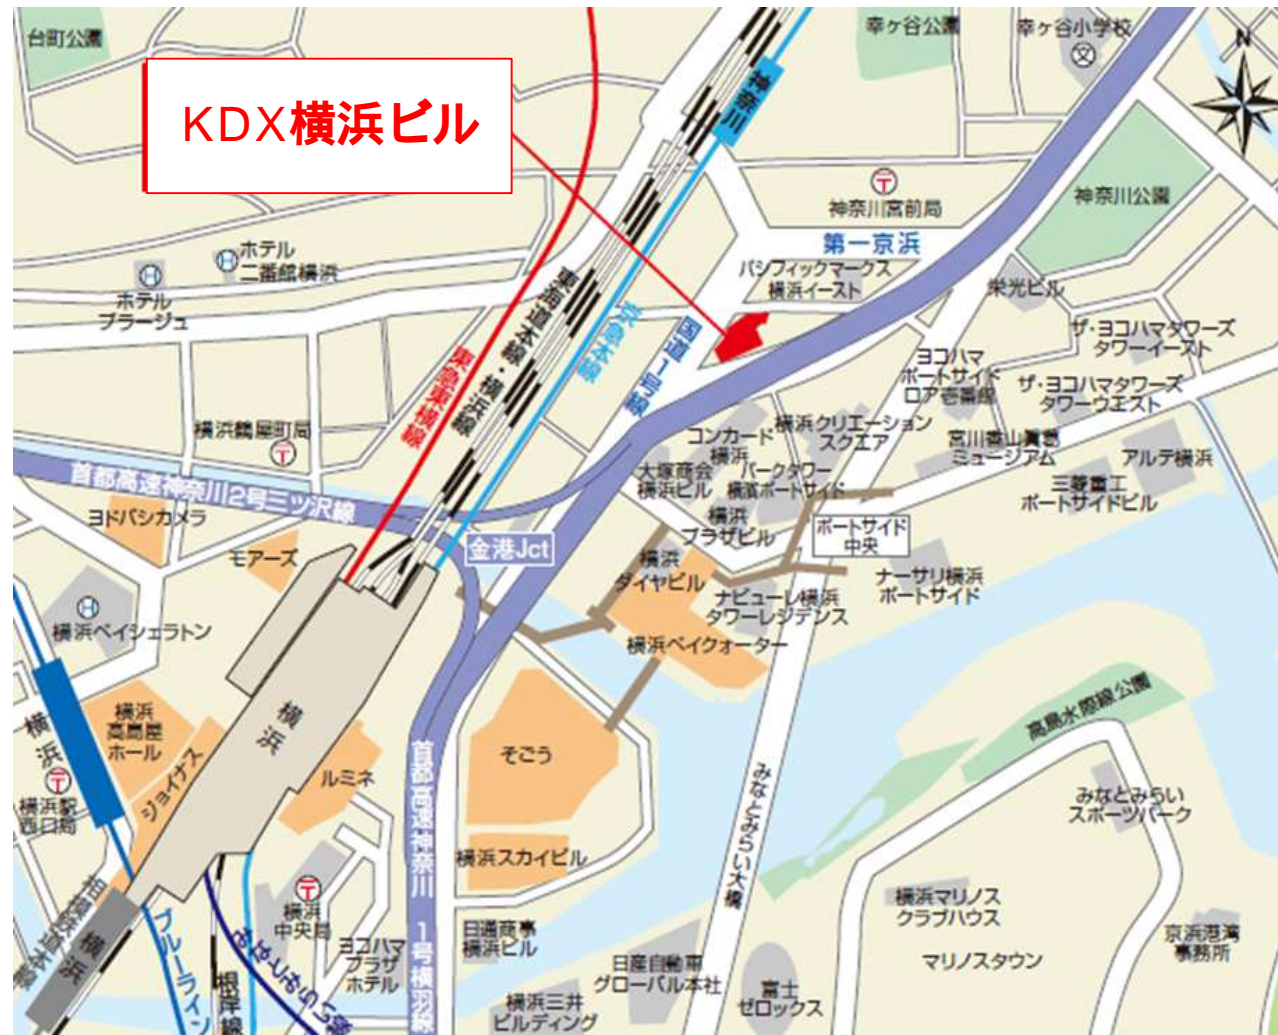 台町公園
幸ヶ谷公園
幸ヶ谷小学校
文
N
KDX横浜ビル
神奈川
神奈川公園
神奈川宮前局
第一京浜
ホテル
二番館横浜
パシフィックマークス
横浜イースト
ホテル
プラージュ
栄光ビル
東海道本線・横浜線
京急本線
国道1号線
東急東横線
ザ・ヨコハマタワーズ
タワーイースト
ヨコハマ
ポートサイド
ロア壱番館
ザ・ヨコハマタワーズ
タワーウエスト
横浜鶴屋町局
コンカード
横浜
横浜クリエーション
スクエア
宮川香山眞葛
ミュージアム
アルテ横浜
大塚商会
横浜ビル
パークタワー
横濱ポートサイド
三菱重工
ポートサイドビル
首都高速神奈川2号三ツ沢線
ヨドバシカメラ
横浜
プラザビル
ポートサイド
中央
金港Jct
モアーズ
横浜
ダイヤビル
ナーサリ横浜
ポートサイド
ナビューレ横浜
タワーレジデンス
横浜ベイシェラトン
横浜ベイクォーター
横浜
横浜
高島屋
ホール
横浜
高島水際線公園
そごう
ルミネ
ジョイナス
横浜駅
西口局
みなとみらい
スポーツパーク
みなとみらい大橋
首都高速神奈川1号横羽線
横浜スカイビル
相模鉄道本線
横浜
横浜
中央局
横浜マリノス
クラブハウス
日通商事
横浜ビル
京浜港湾
事務所
ブルーライン
根岸線
みなとみらい線
ヨコハマ
プラザ
ホテル
日産自動車
グローバル本社
マリノスタウン
富士
ゼロックス
横浜三井
ビルディング